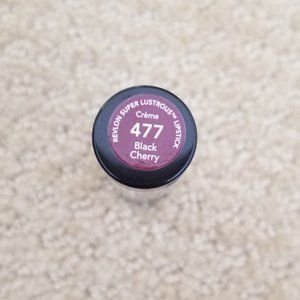 REVLON SUPER LUSTROUS™ LIPSTICK
Crème
477
Black
Cherry